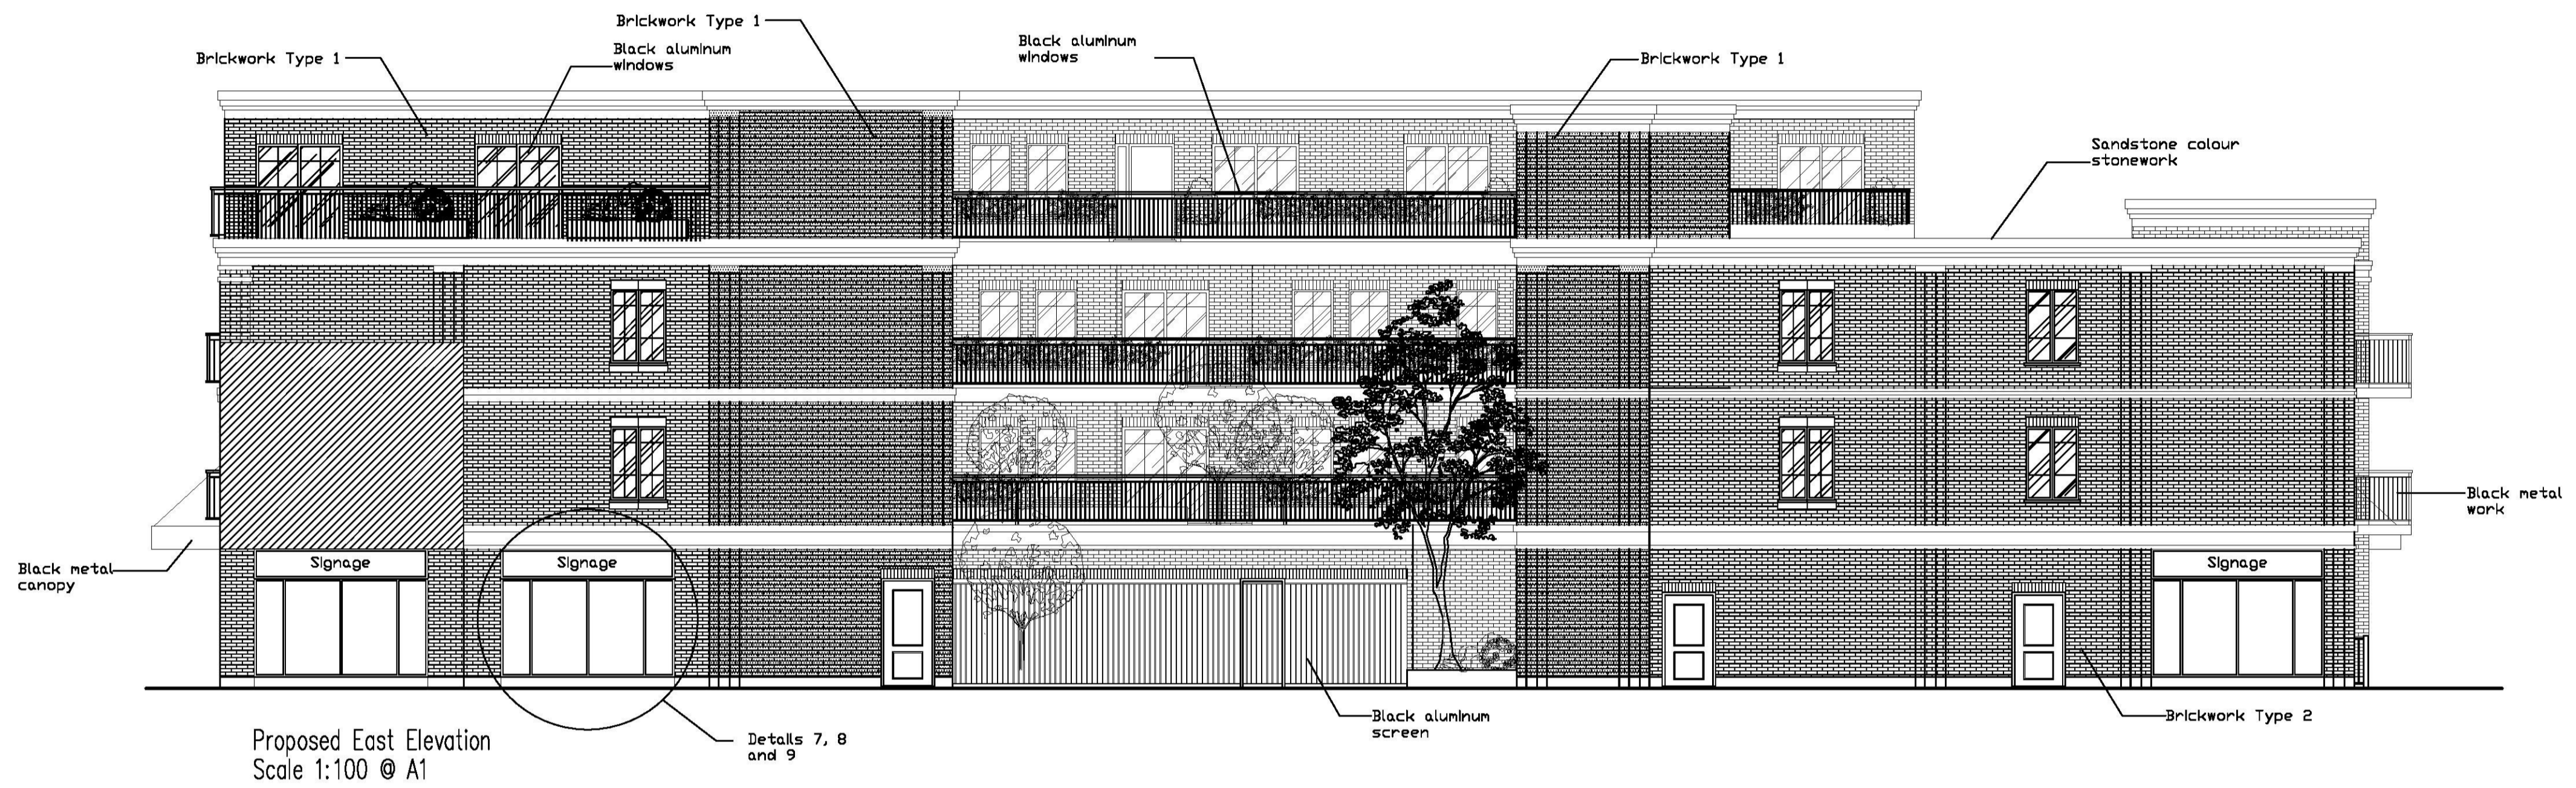 Brickwork Type 1
Black aluminum
windows
Brickwork Type 1
Black aluminum
windows
Brickwork Type 1
Sandstone colour
stonework
Black metal
work
Black metal
canopy
Signage
Signage
Signage
Black aluminum
screen
Brickwork Type 2
Details 7, 8
and 9
Proposed East Elevation
Scale 1:100 @ A1